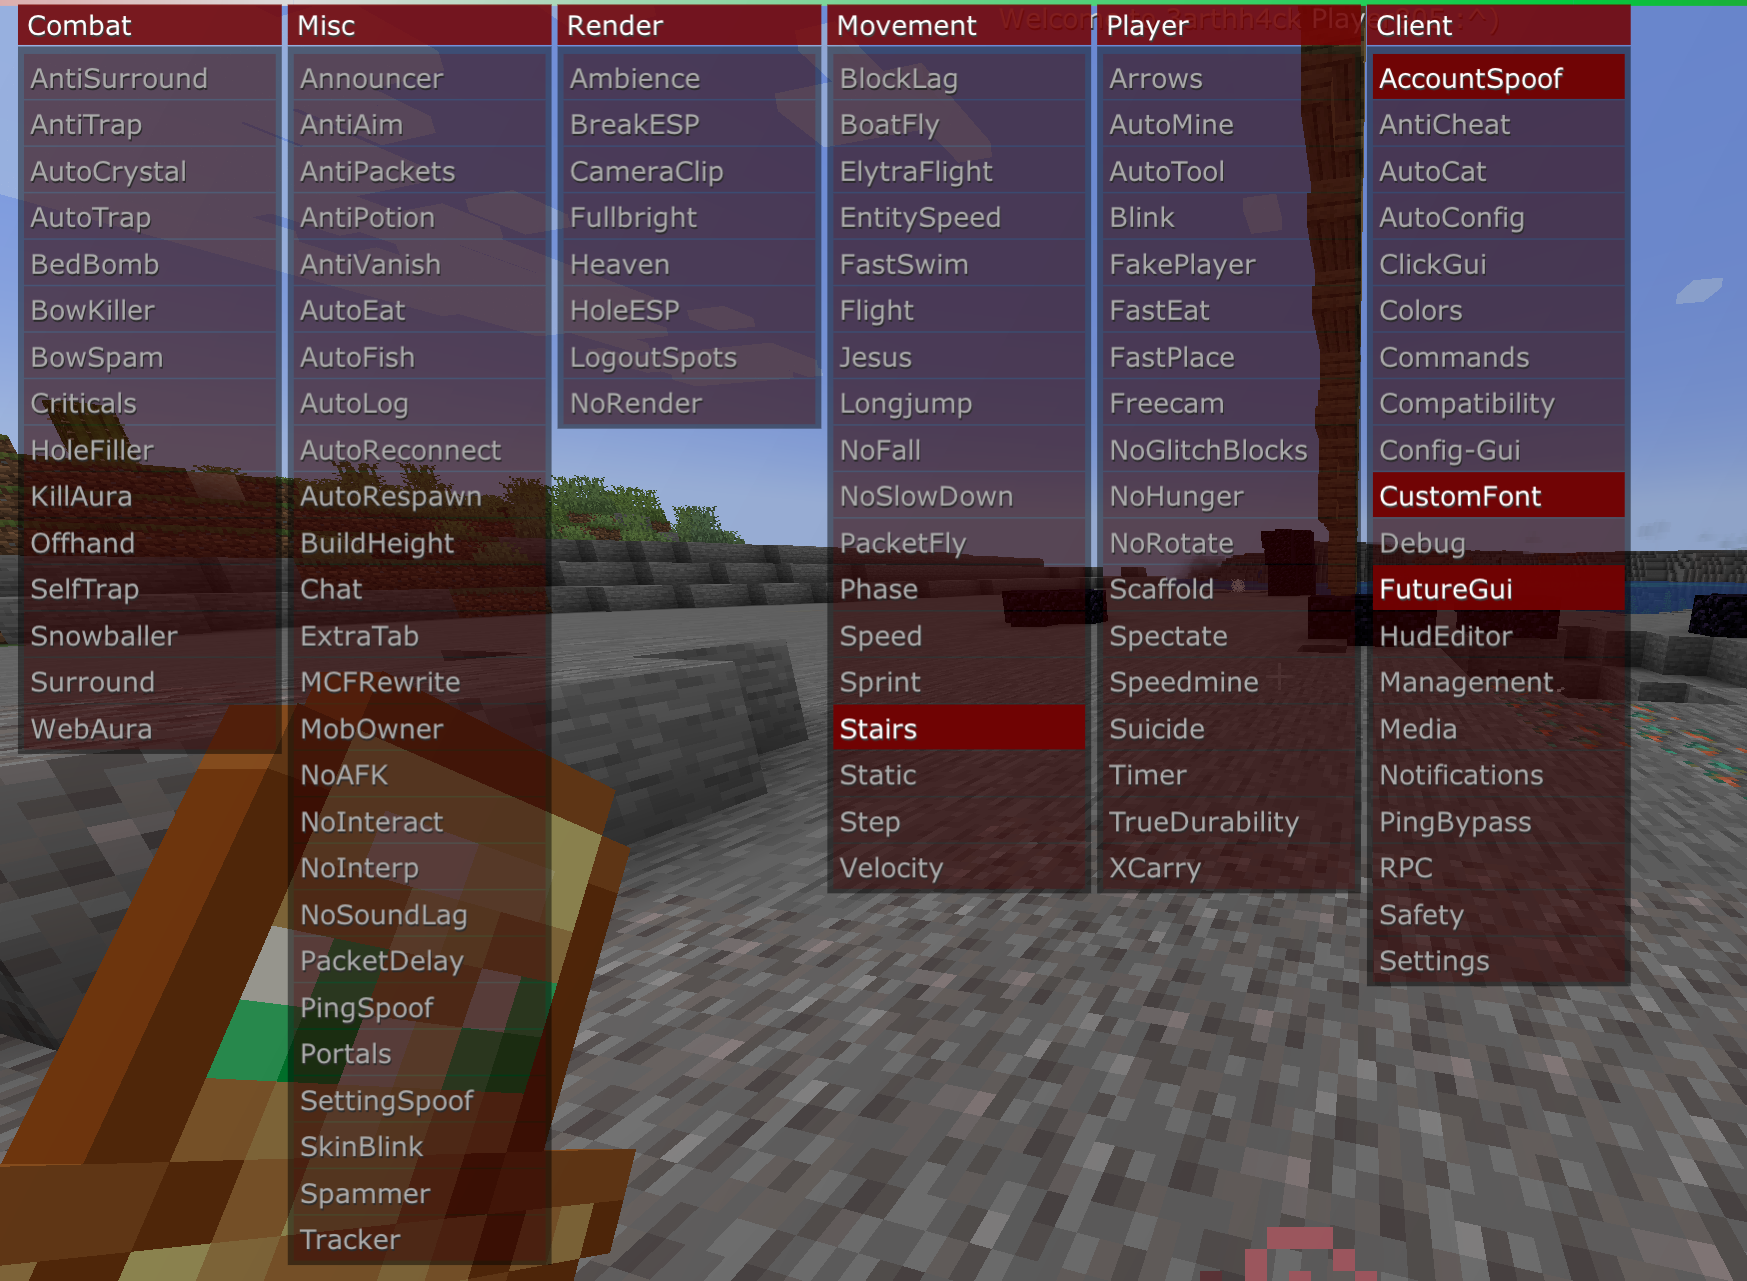 Welcome to 3arthh4ck Player :^)
Combat
AntiSurround
AntiTrap
AutoCrystal
AutoTrap
BedBomb
BowKiller
BowSpam
Criticals
HoleFiller
KillAura
Offhand
SelfTrap
Snowballer
Surround
WebAura
Misc
Announcer
AntiAim
AntiPackets
AntiPotion
AntiVanish
AutoEat
AutoFish
AutoLog
AutoReconnect
AutoRespawn
BuildHeight
Chat
ExtraTab
MCFRewrite
MobOwner
NoAFK
NoInteract
NoInterp
NoSoundLag
PacketDelay
PingSpoof
Portals
SettingSpoof
SkinBlink
Spammer
Tracker
Render
Ambience
BreakESP
CameraClip
Fullbright
Heaven
HoleESP
LogoutSpots
NoRender
Movement
BlockLag
BoatFly
ElytraFlight
EntitySpeed
FastSwim
Flight
Jesus
Longjump
NoFall
NoSlowDown
PacketFly
Phase
Speed
Sprint
Stairs
Static
Step
Velocity
Player
Arrows
AutoMine
AutoTool
Blink
FakePlayer
FastEat
FastPlace
Freecam
NoGlitchBlocks
NoHunger
NoRotate
Scaffold
Spectate
Speedmine
Suicide
Timer
TrueDurability
XCarry
Client
AccountSpoof
AntiCheat
AutoCat
AutoConfig
ClickGui
Colors
Commands
Compatibility
Config-Gui
CustomFont
Debug
FutureGui
HudEditor
Management
Media
Notifications
PingBypass
RPC
Safety
Settings